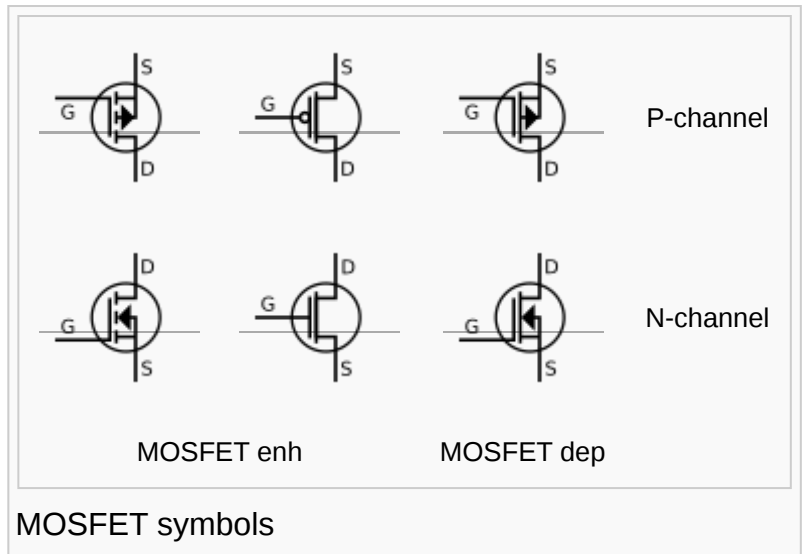 S S S
G G G P-channel
D D D
D D D
G G G N-channel
S S S
MOSFET enh MOSFET dep
MOSFET symbols